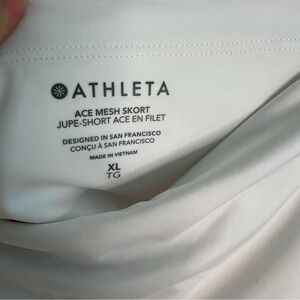 ATHLETA
ACE MESH SKORT
JUPE-SHORT ACE EN FILET
DESIGNED IN SAN FRANCISCO
CONÇU À SAN FRANCISCO
MADE IN VIETNAM
XL
TG